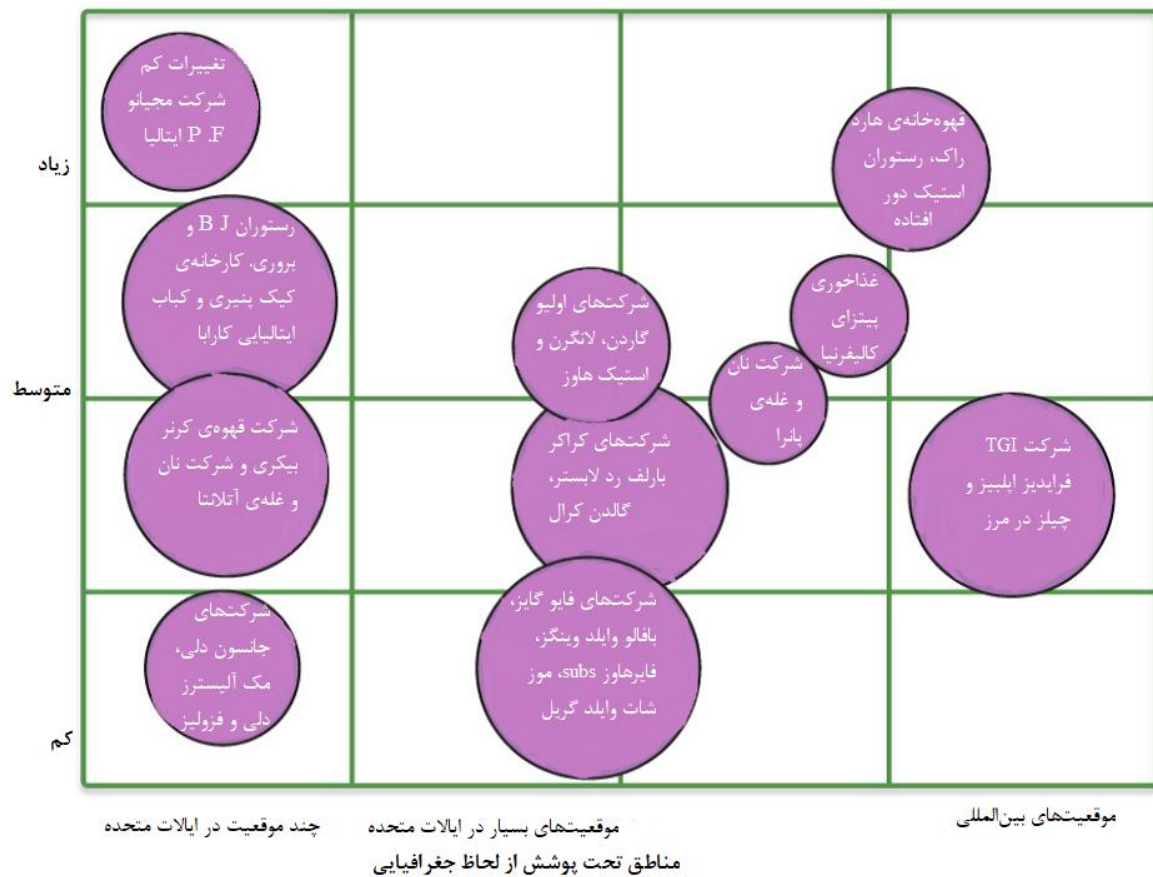 تغییرات کم
شرکت مجیانو
P .F ایتالیا
قهوه‌خانه‌ی هارد
راک، رستوران
استیک دور
افتاده
زیاد
رستوران B J و
بروری. کارخانه‌ی
کیک پنیری و کباب
ایتالیایی کارابا
شرکت‌های اولیو
گاردن، لانگرن و
استیک هاوز
غذاخوری
پیتزای
کالیفرنیا
شرکت نان
و غله‌ی
پانرا
متوسط
شرکت قهوه‌ی کرنر
بیکری و شرکت نان
و غله‌ی آتلانتا
شرکت‌های کراکر
بارلف رد لابستر،
گالدن کرال
شرکت TGI
فرایدیز اپلبیز و
چیلز در مرز
شرکت‌های
جانسون دلی،
مک آلیسترز
دلی و فزولیز
شرکت‌های فایو گایز،
بافالو وایلد وینگز،
فایرهاوز subs، موز
شات وایلد گریل
کم
چند موقعیت در ایالات متحده
موقعیت‌های بسیار در ایالات متحده
موقعیت‌های بین‌المللی
مناطق تحت پوشش از لحاظ جغرافیایی